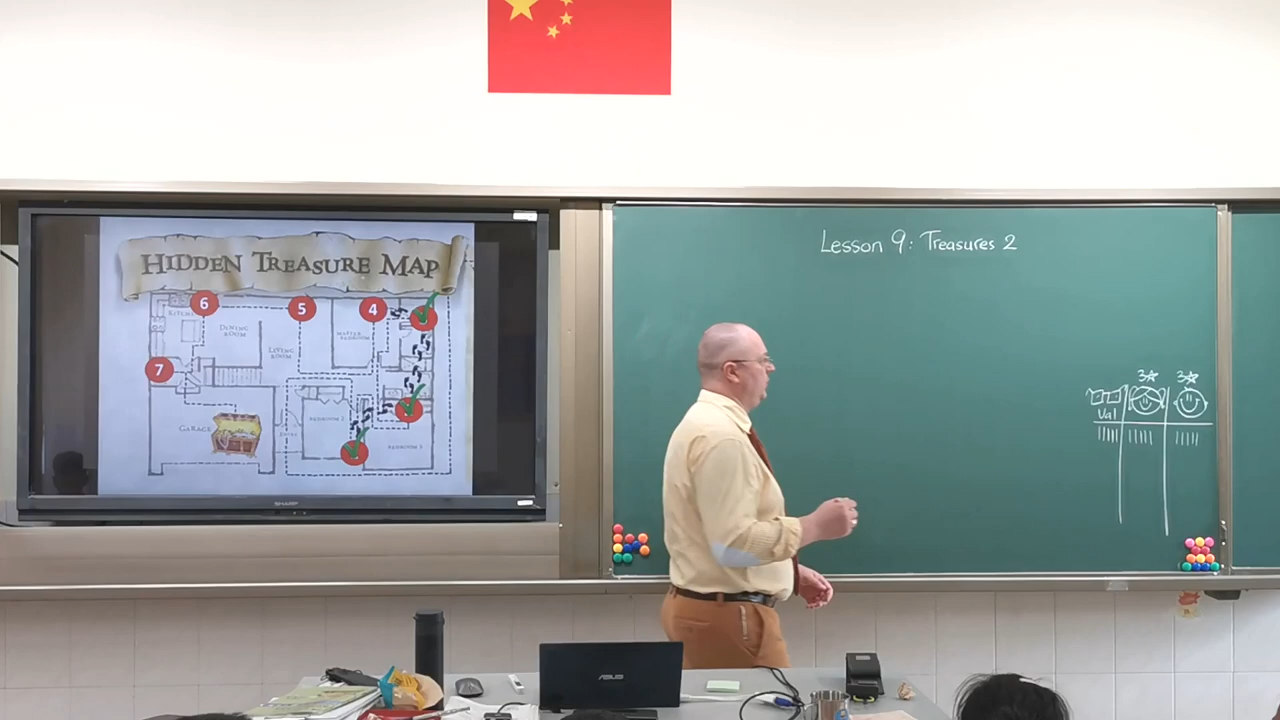 HIDDEN TREASURE MAP
6
5
4
KITCHEN
DINING
ROOM
MASTER
BEDROOM
LIVING
ROOM
7
BEDROOM 2
GARAGE
ENTRY
BEDROOM 3
SHARP
Lesson 9: Treasures 2
3☆ 3☆
Val
ASUS